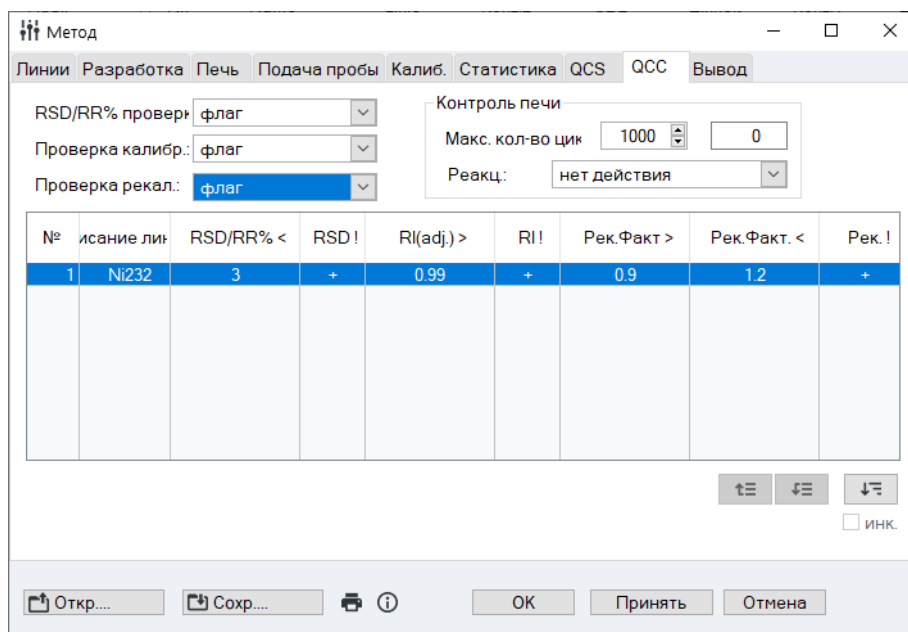 Метод
Линии Разработка Печь Подача пробы Калиб. Статистика QCS QCC Вывод
RSD/RR% проверк флаг
Проверка калибр.: флаг
Проверка рекал.: флаг
Контроль печи
Макс. кол-во цик 1000 0
Реакц.: нет действия
№ исание лин RSD/RR% < RSD ! RI(adj.) > RI ! Рек.Факт > Рек.Факт. < Рек. !
1 Ni232 3 + 0.99 + 0.9 1.2 +
инк.
Откр.... Сохр.... OK Принять Отмена